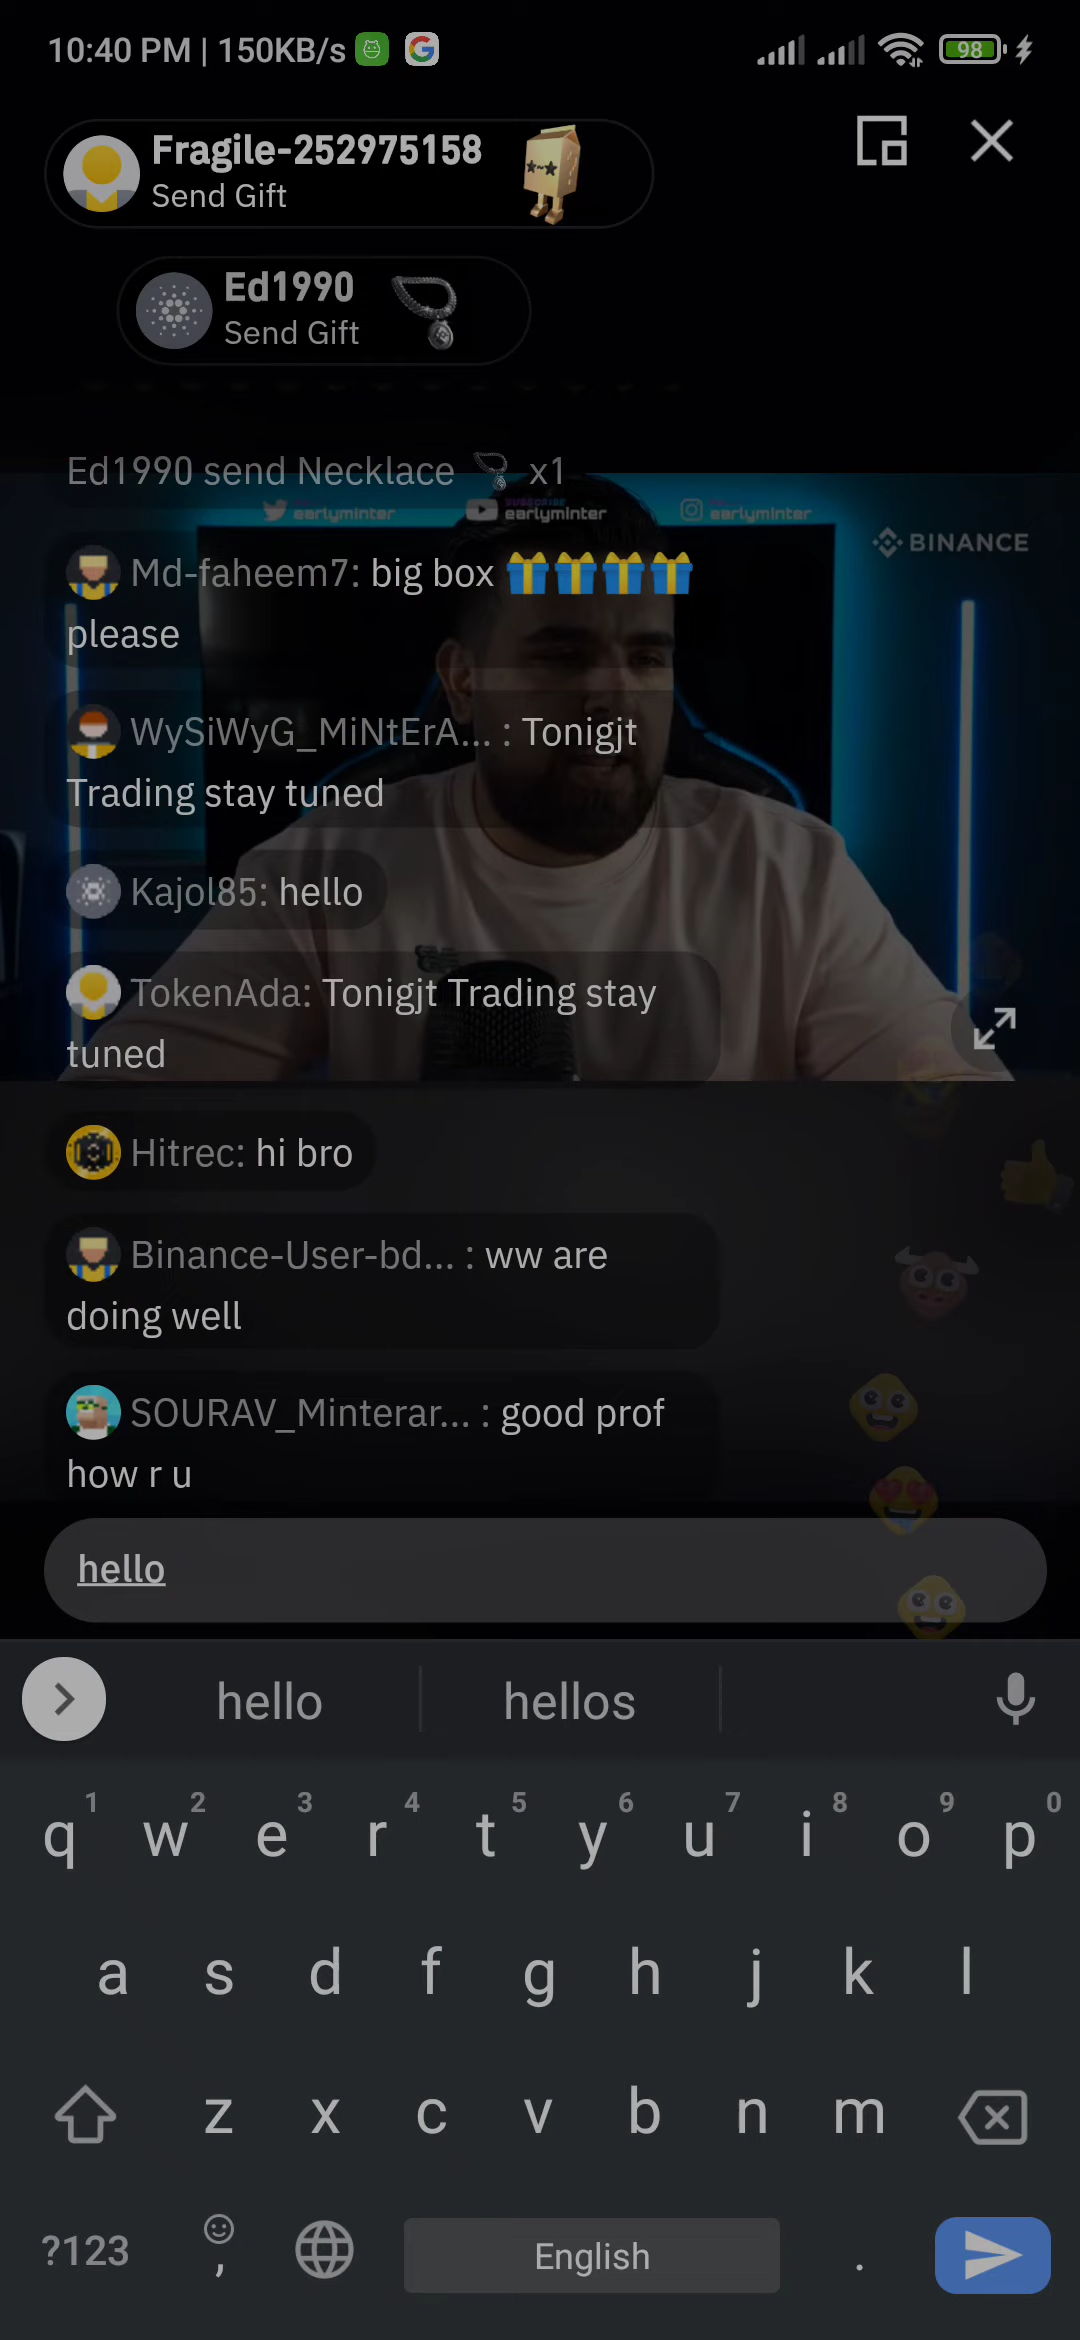 10:40 PM | 150KB/s
98
Fragile-252975158
Send Gift
Ed1990
Send Gift
Ed1990 send Necklace x1
earlyminter
SUBSCRIBE
earlyminter
earlyminter
BINANCE
Md-faheem7: big box 🎁🎁🎁🎁
please
WySiWyG_MiNtErA... : Tonigjt
Trading stay tuned
Kajol85: hello
TokenAda: Tonigjt Trading stay
tuned
Hitrec: hi bro
Binance-User-bd... : ww are
doing well
SOURAV_Minterar... : good prof
how r u
hello
hello hellos
1 2 3 4 5 6 7 8 9 0
q w e r t y u i o p
a s d f g h j k l
z x c v b n m
?123 , English .